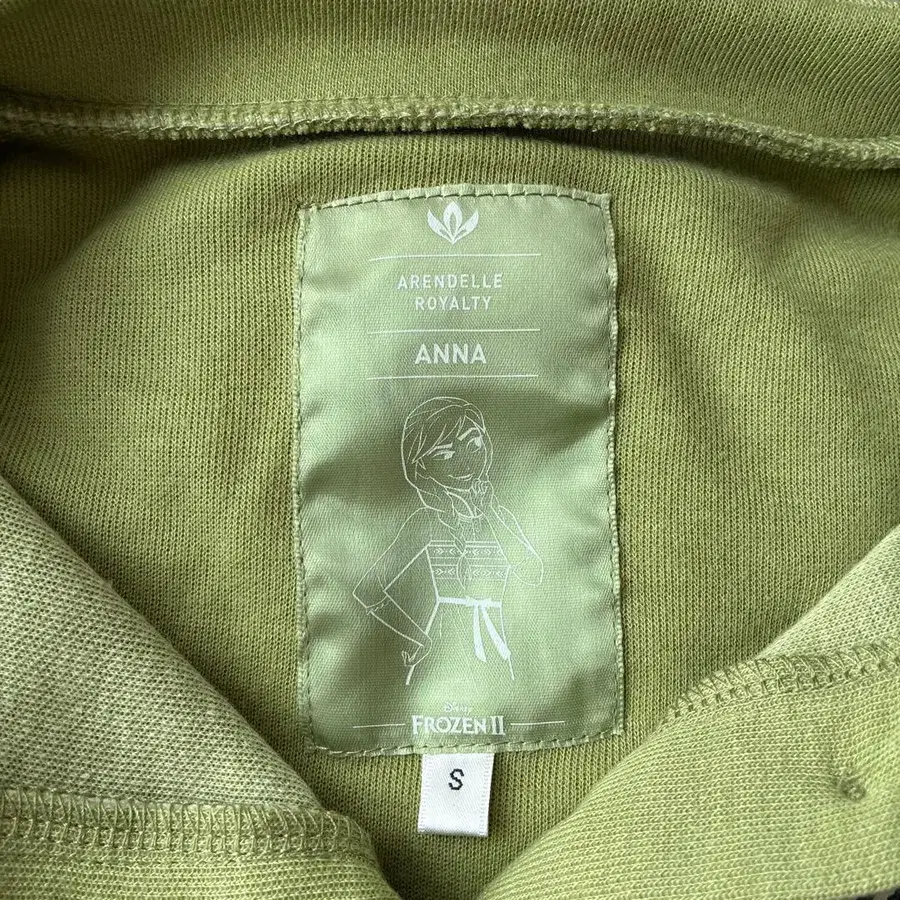 ARENDELLE
ROYALTY
ANNA
Disney
FROZEN II
S